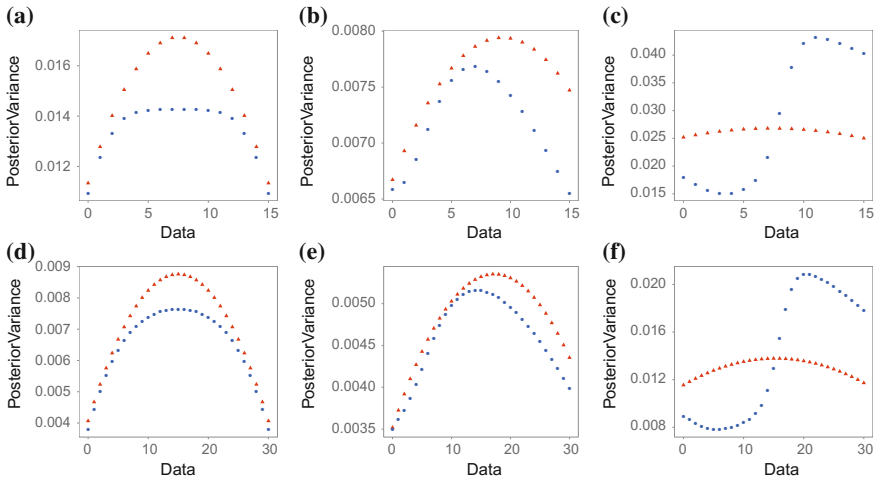 (a) (b) (c)
PosteriorVariance
0.016
0.014
0.012
0 5 10 15
Data
PosteriorVariance
0.0080
0.0075
0.0070
0.0065
0 5 10 15
Data
PosteriorVariance
0.040
0.035
0.030
0.025
0.020
0.015
0 5 10 15
Data
(d) (e) (f)
PosteriorVariance
0.009
0.008
0.007
0.006
0.005
0.004
0 10 20 30
Data
PosteriorVariance
0.0050
0.0045
0.0040
0.0035
0 10 20 30
Data
PosteriorVariance
0.020
0.016
0.012
0.008
0 10 20 30
Data